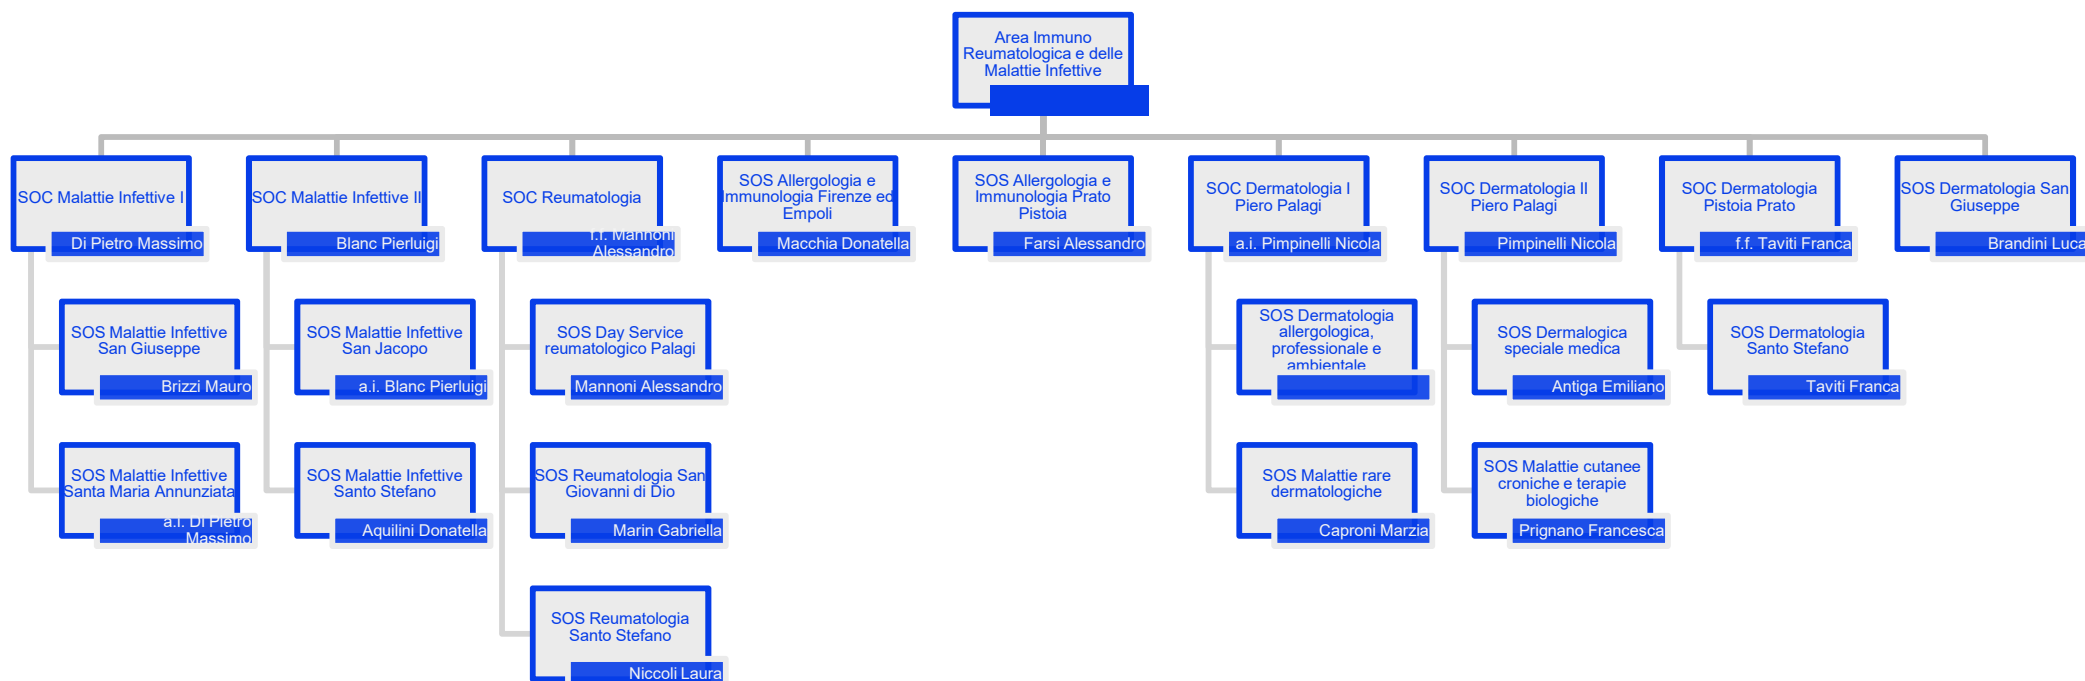 Area Immuno
Reumatologica e delle
Malattie Infettive
SOC Malattie Infettive I
Di Pietro Massimo
SOC Malattie Infettive II
Blanc Pierluigi
SOC Reumatologia
f.f. Mannoni
Alessandro
SOS Allergologia e
Immunologia Firenze ed
Empoli
Macchia Donatella
SOS Allergologia e
Immunologia Prato
Pistoia
Farsi Alessandro
SOC Dermatologia I
Piero Palagi
a.i. Pimpinelli Nicola
SOC Dermatologia II
Piero Palagi
Pimpinelli Nicola
SOC Dermatologia
Pistoia Prato
f.f. Taviti Franca
SOS Dermatologia San
Giuseppe
Brandini Luca
SOS Malattie Infettive
San Giuseppe
Brizzi Mauro
SOS Malattie Infettive
San Jacopo
a.i. Blanc Pierluigi
SOS Day Service
reumatologico Palagi
Mannoni Alessandro
SOS Dermatologia
allergologica,
professionale e
ambientale
SOS Dermalogica
speciale medica
Antiga Emiliano
SOS Dermatologia
Santo Stefano
Taviti Franca
SOS Malattie Infettive
Santa Maria Annunziata
a.i. Di Pietro
Massimo
SOS Malattie Infettive
Santo Stefano
Aquilini Donatella
SOS Reumatologia San
Giovanni di Dio
Marin Gabriella
SOS Malattie rare
dermatologiche
Caproni Marzia
SOS Malattie cutanee
croniche e terapie
biologiche
Prignano Francesca
SOS Reumatologia
Santo Stefano
Niccoli Laura